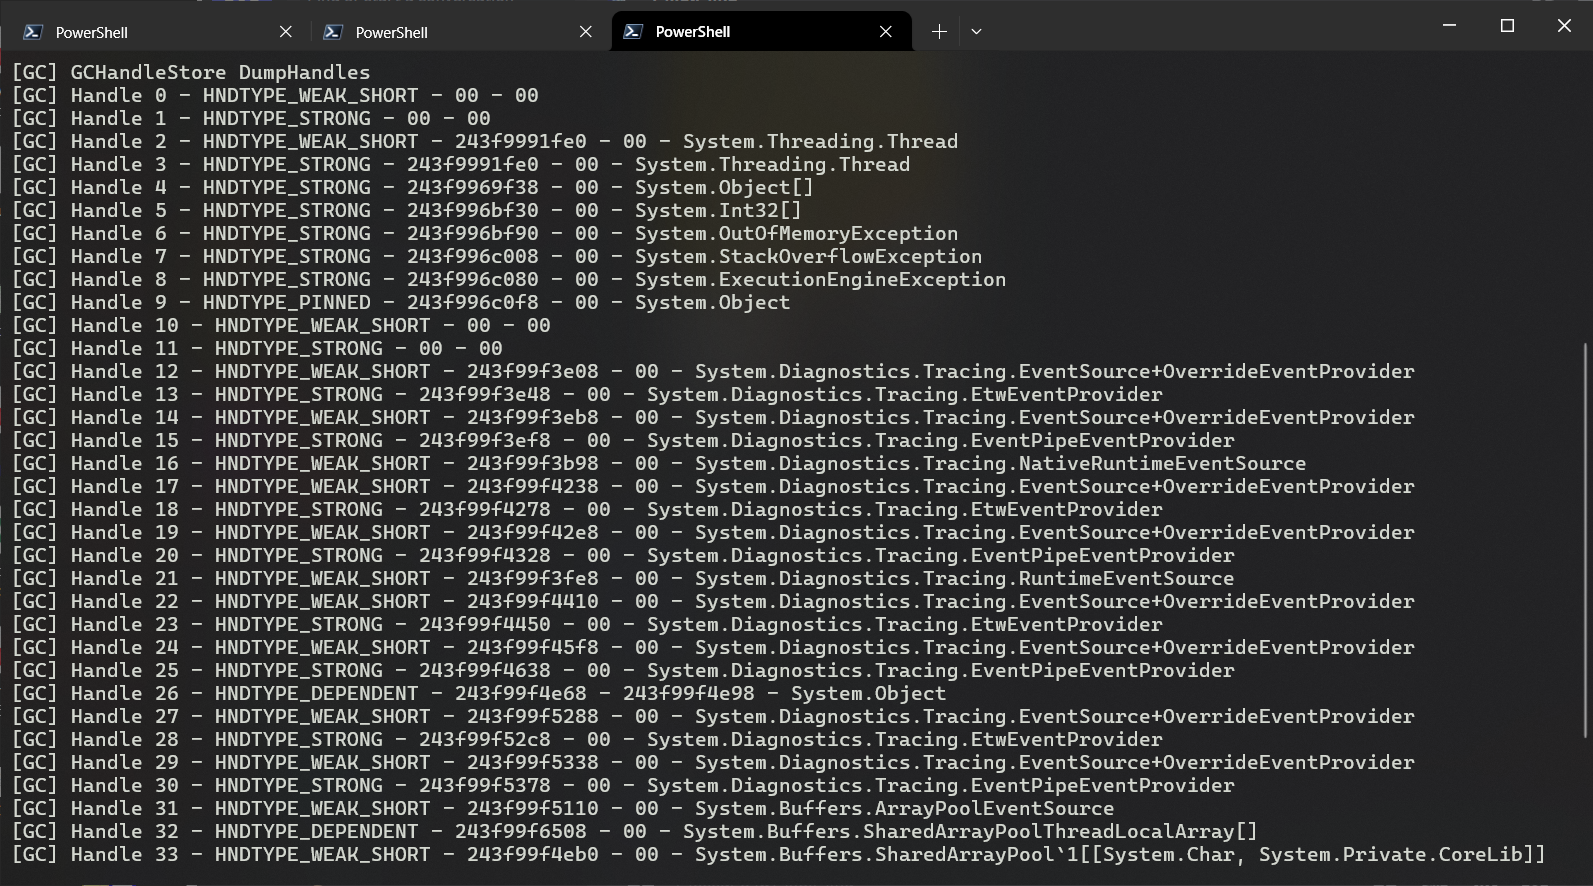 PowerShell PowerShell PowerShell
[GC] GCHandleStore DumpHandles
[GC] Handle 0 - HNDTYPE_WEAK_SHORT - 00 - 00
[GC] Handle 1 - HNDTYPE_STRONG - 00 - 00
[GC] Handle 2 - HNDTYPE_WEAK_SHORT - 243f9991fe0 - 00 - System.Threading.Thread
[GC] Handle 3 - HNDTYPE_STRONG - 243f9991fe0 - 00 - System.Threading.Thread
[GC] Handle 4 - HNDTYPE_STRONG - 243f9969f38 - 00 - System.Object[]
[GC] Handle 5 - HNDTYPE_STRONG - 243f996bf30 - 00 - System.Int32[]
[GC] Handle 6 - HNDTYPE_STRONG - 243f996bf90 - 00 - System.OutOfMemoryException
[GC] Handle 7 - HNDTYPE_STRONG - 243f996c008 - 00 - System.StackOverflowException
[GC] Handle 8 - HNDTYPE_STRONG - 243f996c080 - 00 - System.ExecutionEngineException
[GC] Handle 9 - HNDTYPE_PINNED - 243f996c0f8 - 00 - System.Object
[GC] Handle 10 - HNDTYPE_WEAK_SHORT - 00 - 00
[GC] Handle 11 - HNDTYPE_STRONG - 00 - 00
[GC] Handle 12 - HNDTYPE_WEAK_SHORT - 243f99f3e08 - 00 - System.Diagnostics.Tracing.EventSource+OverrideEventProvider
[GC] Handle 13 - HNDTYPE_STRONG - 243f99f3e48 - 00 - System.Diagnostics.Tracing.EtwEventProvider
[GC] Handle 14 - HNDTYPE_WEAK_SHORT - 243f99f3eb8 - 00 - System.Diagnostics.Tracing.EventSource+OverrideEventProvider
[GC] Handle 15 - HNDTYPE_STRONG - 243f99f3ef8 - 00 - System.Diagnostics.Tracing.EventPipeEventProvider
[GC] Handle 16 - HNDTYPE_WEAK_SHORT - 243f99f3b98 - 00 - System.Diagnostics.Tracing.NativeRuntimeEventSource
[GC] Handle 17 - HNDTYPE_WEAK_SHORT - 243f99f4238 - 00 - System.Diagnostics.Tracing.EventSource+OverrideEventProvider
[GC] Handle 18 - HNDTYPE_STRONG - 243f99f4278 - 00 - System.Diagnostics.Tracing.EtwEventProvider
[GC] Handle 19 - HNDTYPE_WEAK_SHORT - 243f99f42e8 - 00 - System.Diagnostics.Tracing.EventSource+OverrideEventProvider
[GC] Handle 20 - HNDTYPE_STRONG - 243f99f4328 - 00 - System.Diagnostics.Tracing.EventPipeEventProvider
[GC] Handle 21 - HNDTYPE_WEAK_SHORT - 243f99f3fe8 - 00 - System.Diagnostics.Tracing.RuntimeEventSource
[GC] Handle 22 - HNDTYPE_WEAK_SHORT - 243f99f4410 - 00 - System.Diagnostics.Tracing.EventSource+OverrideEventProvider
[GC] Handle 23 - HNDTYPE_STRONG - 243f99f4450 - 00 - System.Diagnostics.Tracing.EtwEventProvider
[GC] Handle 24 - HNDTYPE_WEAK_SHORT - 243f99f45f8 - 00 - System.Diagnostics.Tracing.EventSource+OverrideEventProvider
[GC] Handle 25 - HNDTYPE_STRONG - 243f99f4638 - 00 - System.Diagnostics.Tracing.EventPipeEventProvider
[GC] Handle 26 - HNDTYPE_DEPENDENT - 243f99f4e68 - 243f99f4e98 - System.Object
[GC] Handle 27 - HNDTYPE_WEAK_SHORT - 243f99f5288 - 00 - System.Diagnostics.Tracing.EventSource+OverrideEventProvider
[GC] Handle 28 - HNDTYPE_STRONG - 243f99f52c8 - 00 - System.Diagnostics.Tracing.EtwEventProvider
[GC] Handle 29 - HNDTYPE_WEAK_SHORT - 243f99f5338 - 00 - System.Diagnostics.Tracing.EventSource+OverrideEventProvider
[GC] Handle 30 - HNDTYPE_STRONG - 243f99f5378 - 00 - System.Diagnostics.Tracing.EventPipeEventProvider
[GC] Handle 31 - HNDTYPE_WEAK_SHORT - 243f99f5110 - 00 - System.Buffers.ArrayPoolEventSource
[GC] Handle 32 - HNDTYPE_DEPENDENT - 243f99f6508 - 00 - System.Buffers.SharedArrayPoolThreadLocalArray[]
[GC] Handle 33 - HNDTYPE_WEAK_SHORT - 243f99f4eb0 - 00 - System.Buffers.SharedArrayPool`1[[System.Char, System.Private.CoreLib]]